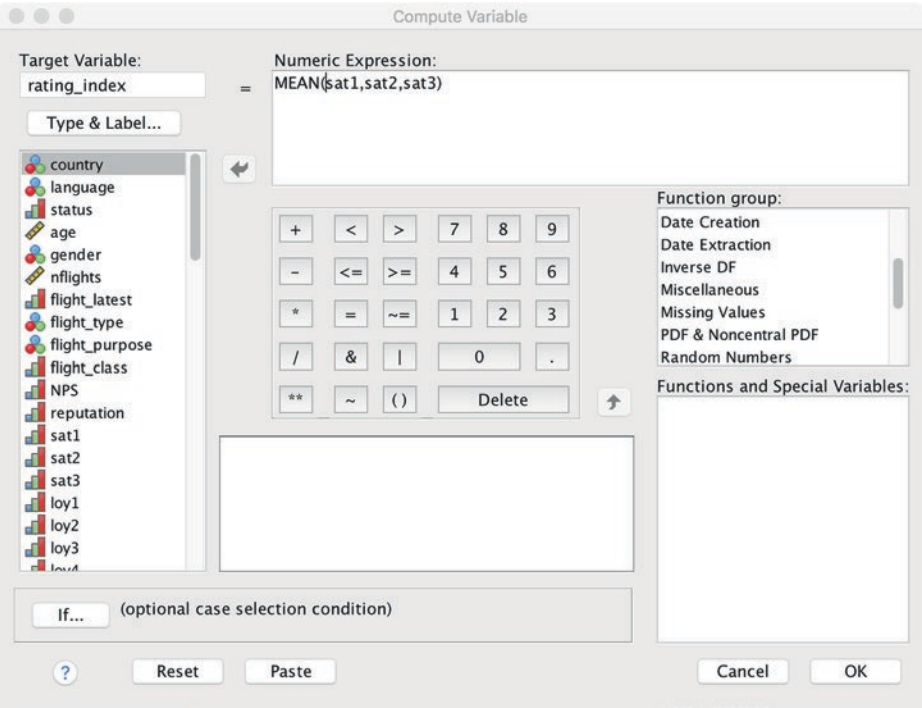 Compute Variable
Target Variable:
rating_index
=
Numeric Expression:
MEAN(sat1,sat2,sat3)
Type & Label...
country
language
status
age
gender
nflights
flight_latest
flight_type
flight_purpose
flight_class
NPS
reputation
sat1
sat2
sat3
loy1
loy2
loy3
loy4
+ < > 7 8 9
- <= >= 4 5 6
* = ~= 1 2 3
/ & | 0 .
** ~ () Delete
Function group:
Date Creation
Date Extraction
Inverse DF
Miscellaneous
Missing Values
PDF & Noncentral PDF
Random Numbers
Functions and Special Variables:
If... (optional case selection condition)
? Reset Paste Cancel OK